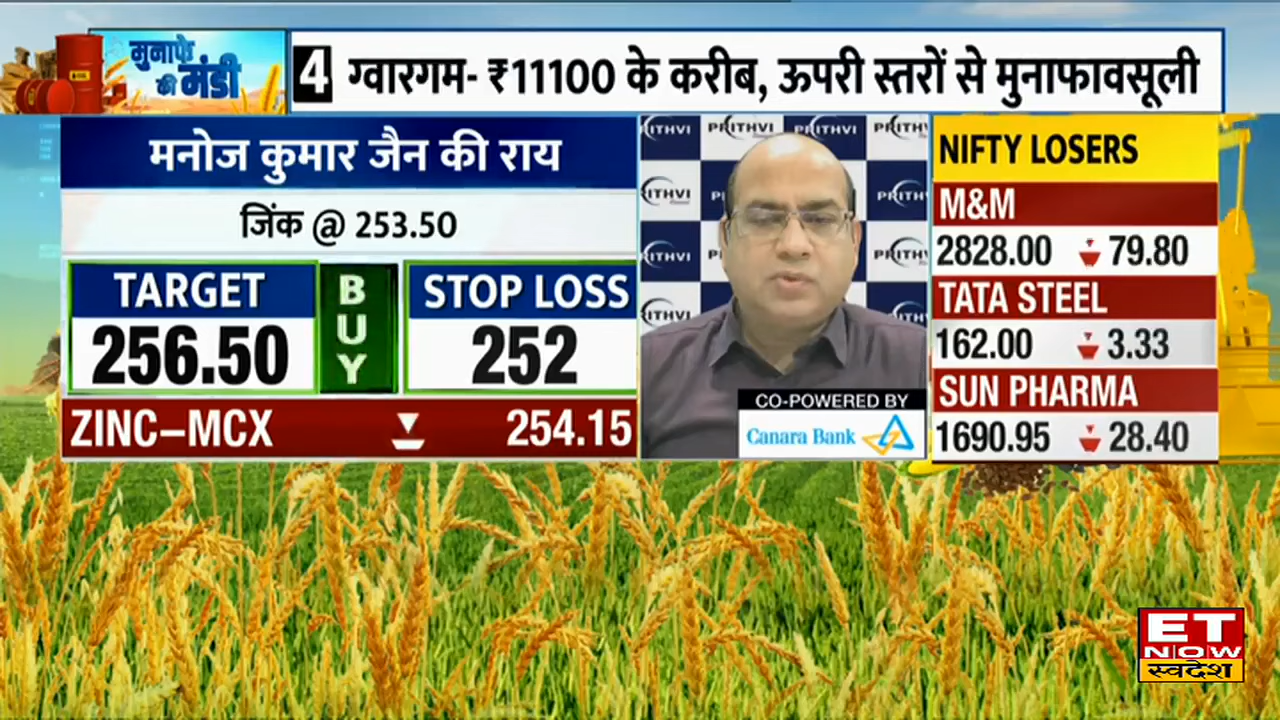 मुनाफे
की मंडी
4 ग्वारगम- ₹11100 के करीब, ऊपरी स्तरों से मुनाफावसूली
मनोज कुमार जैन की राय
जिंक @ 253.50
TARGET
256.50
BUY
STOP LOSS
252
ZINC-MCX 254.15
PRITHVI
CO-POWERED BY
Canara Bank
NIFTY LOSERS
M&M
2828.00 79.80
TATA STEEL
162.00 3.33
SUN PHARMA
1690.95 28.40
ET
NOW
स्वदेश